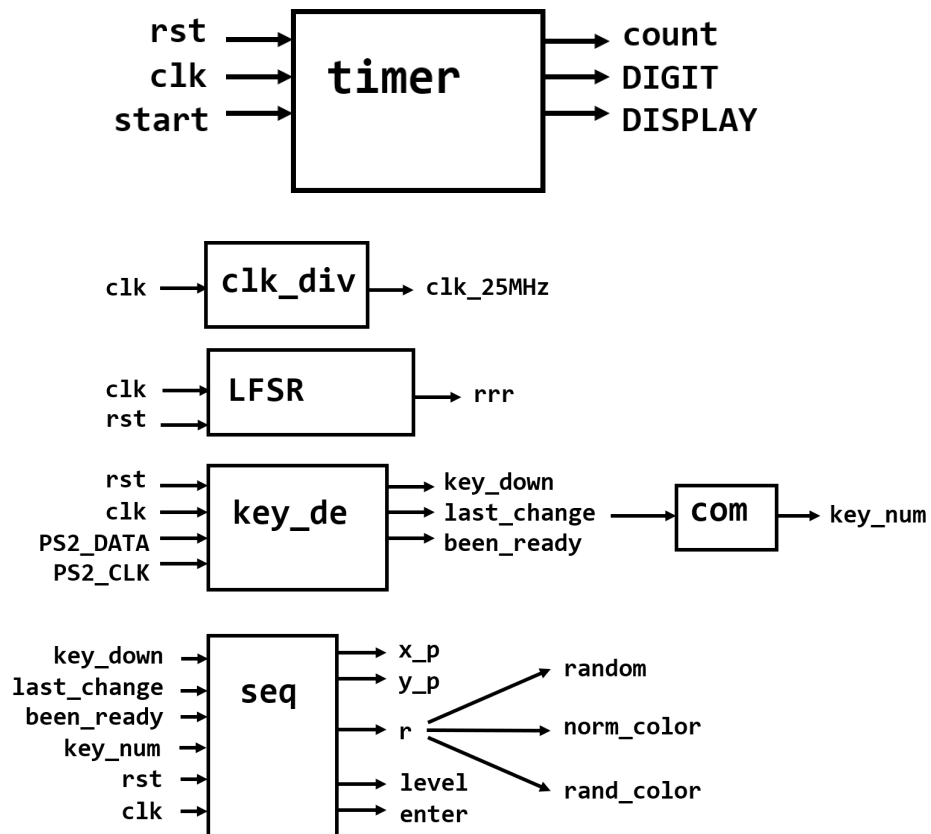 rst
clk
start
timer
count
DIGIT
DISPLAY
clk
clk_div
clk_25MHz
clk
rst
LFSR
rrr
rst
clk
PS2_DATA
PS2_CLK
key_de
key_down
last_change
been_ready
com
key_num
key_down
last_change
been_ready
key_num
rst
clk
seq
x_p
y_p
r
level
enter
random
norm_color
rand_color